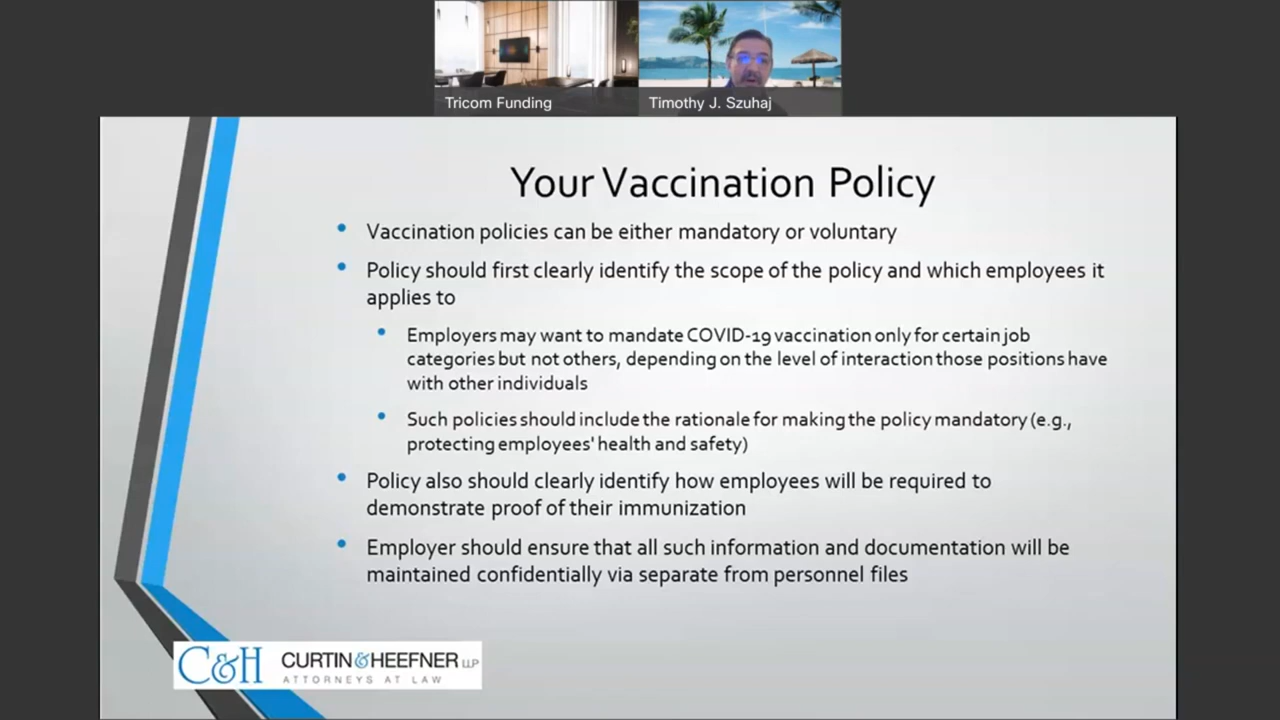 Tricom Funding
Timothy J. Szuhaj
Your Vaccination Policy
Vaccination policies can be either mandatory or voluntary
Policy should first clearly identify the scope of the policy and which employees it
applies to
Employers may want to mandate COVID-19 vaccination only for certain job
categories but not others, depending on the level of interaction those positions have
with other individuals
Such policies should include the rationale for making the policy mandatory (e.g.,
protecting employees' health and safety)
Policy also should clearly identify how employees will be required to
demonstrate proof of their immunization
Employer should ensure that all such information and documentation will be
maintained confidentially via separate from personnel files
C&H CURTIN&HEEFNER LLP
ATTORNEYS AT LAW